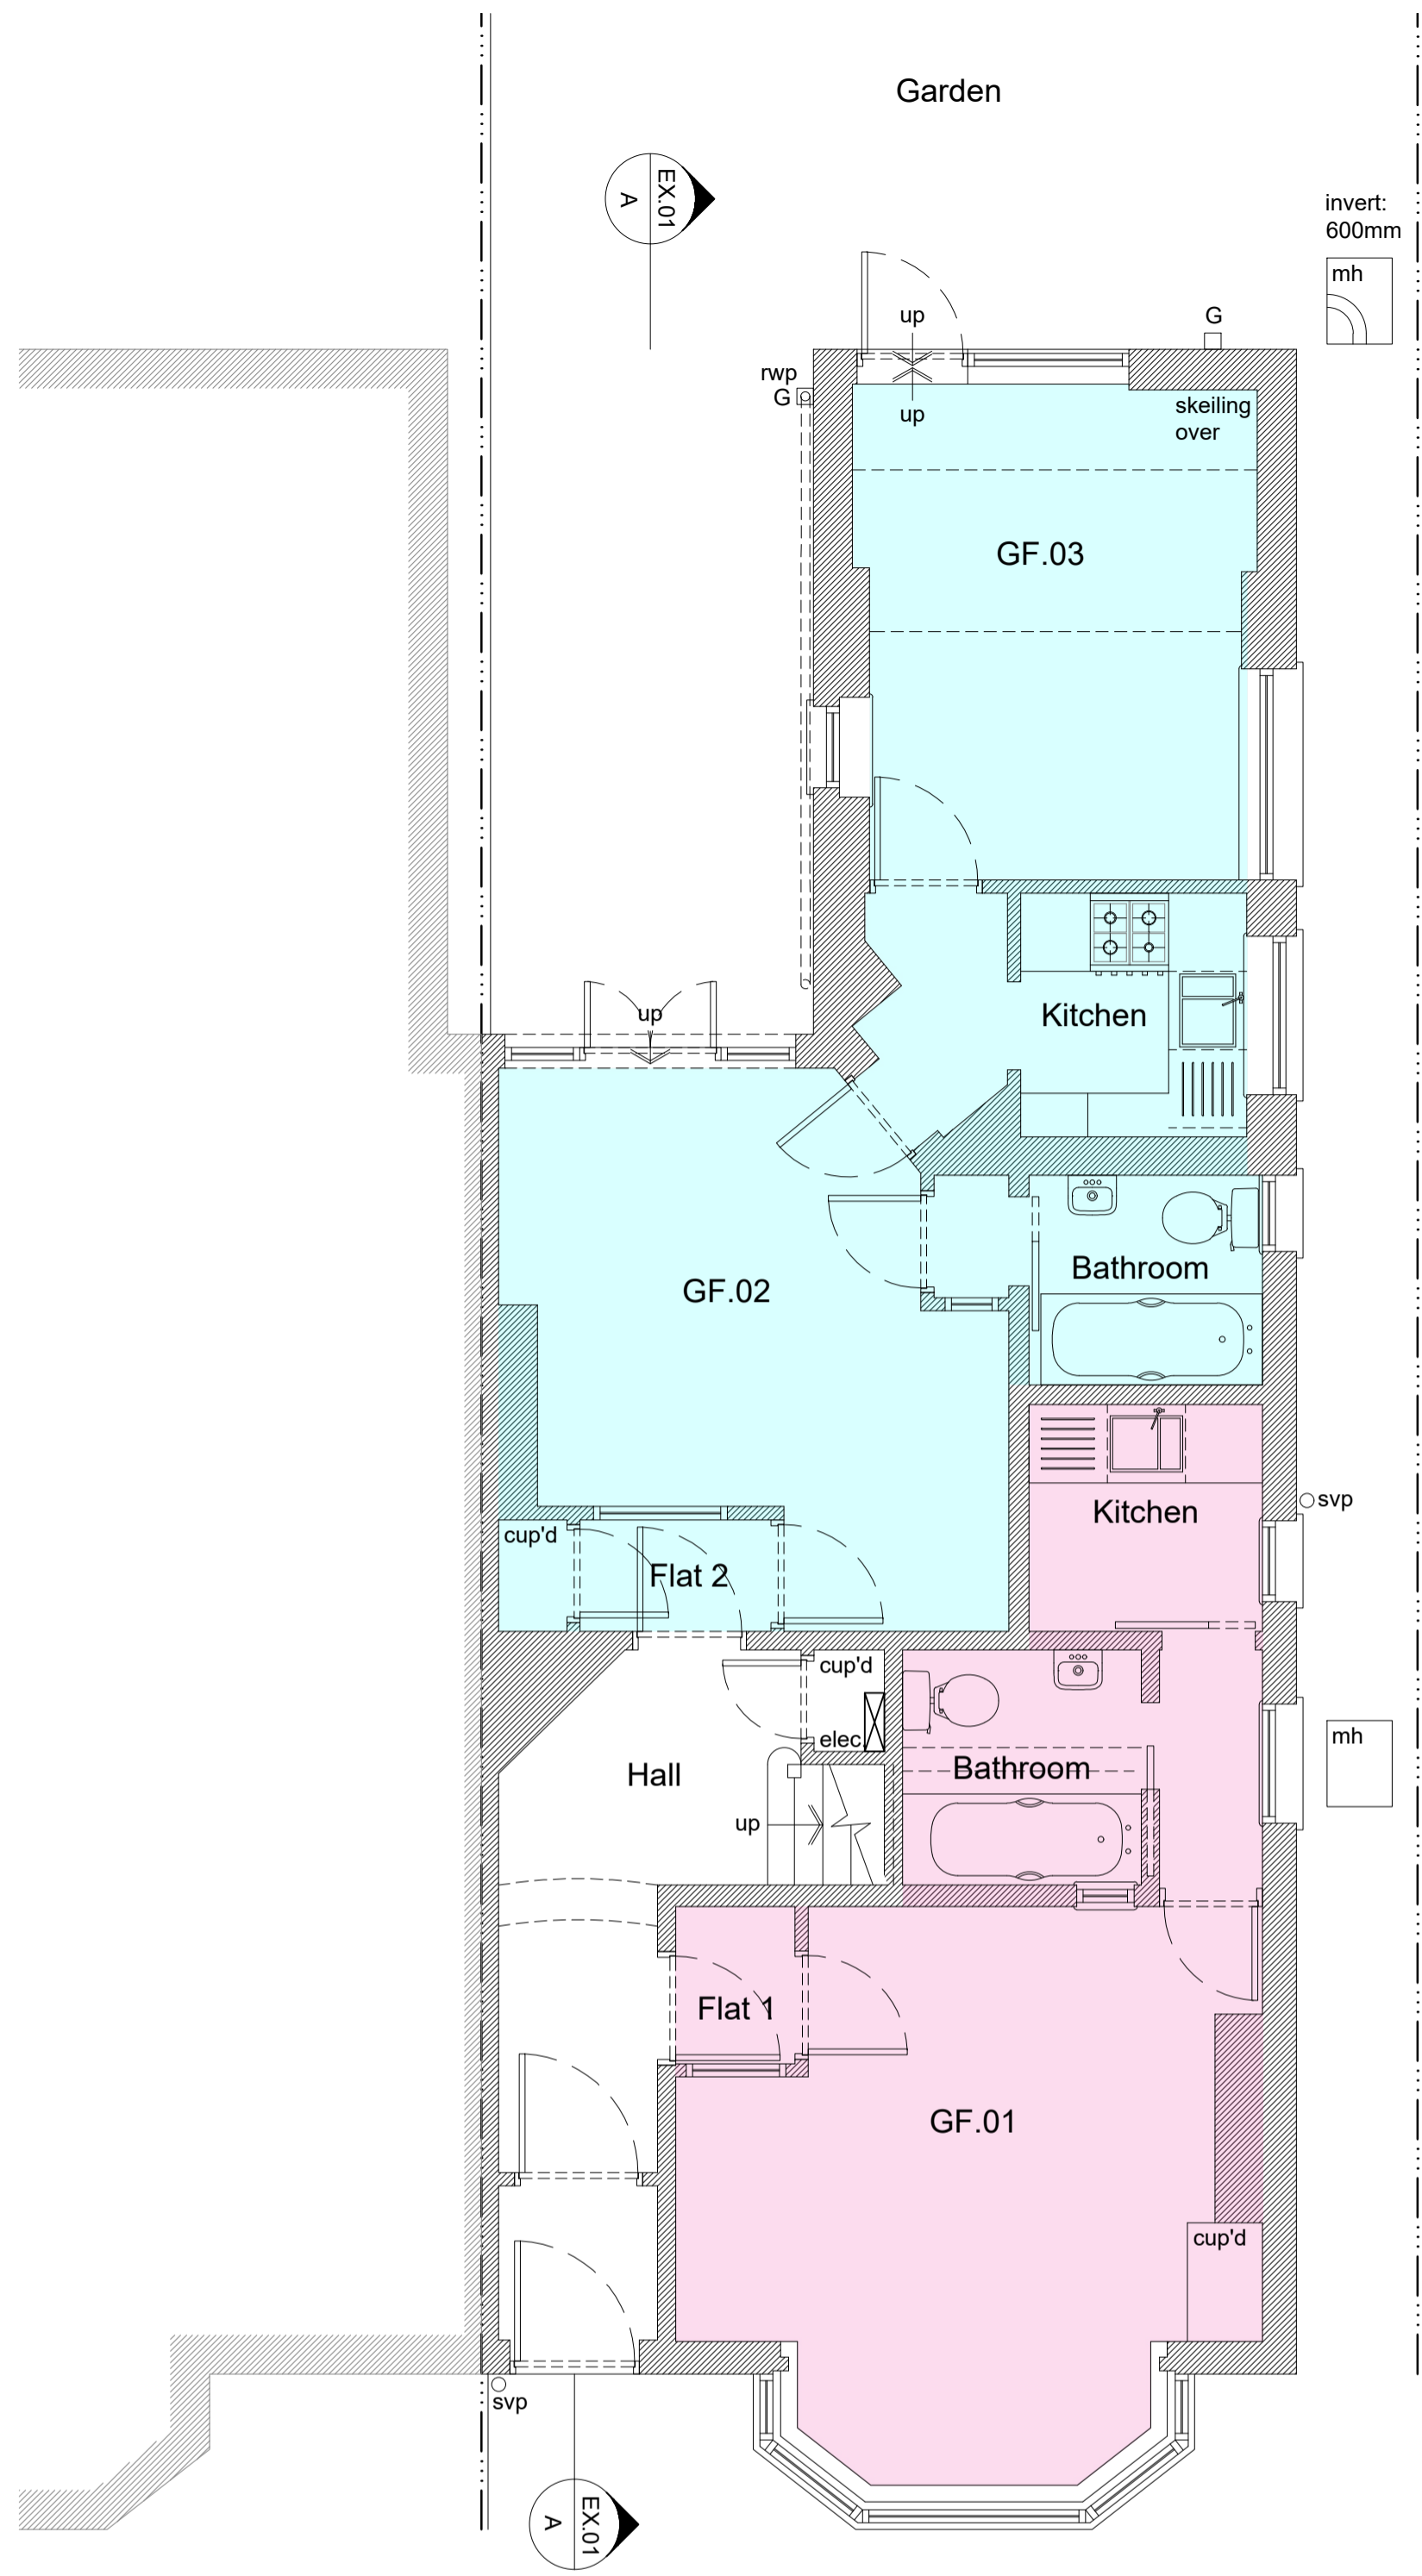 Garden
EX.01
A
invert:
600mm
mh
up
G
rwp
G
up
skeiling
over
GF.03
up
Kitchen
Bathroom
GF.02
Kitchen
svp
cup'd
Flat 2
cup'd
elec.
mh
Hall
Bathroom
up
Flat 1
GF.01
cup'd
svp
EX.01
A